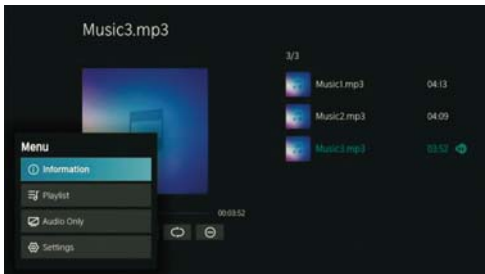 Music3.mp3
3/3
Music1.mp3 04:13
Music2.mp3 04:09
Music3.mp3 03:52
Menu
Information
Playlist
00:03:52
Audio Only
Settings